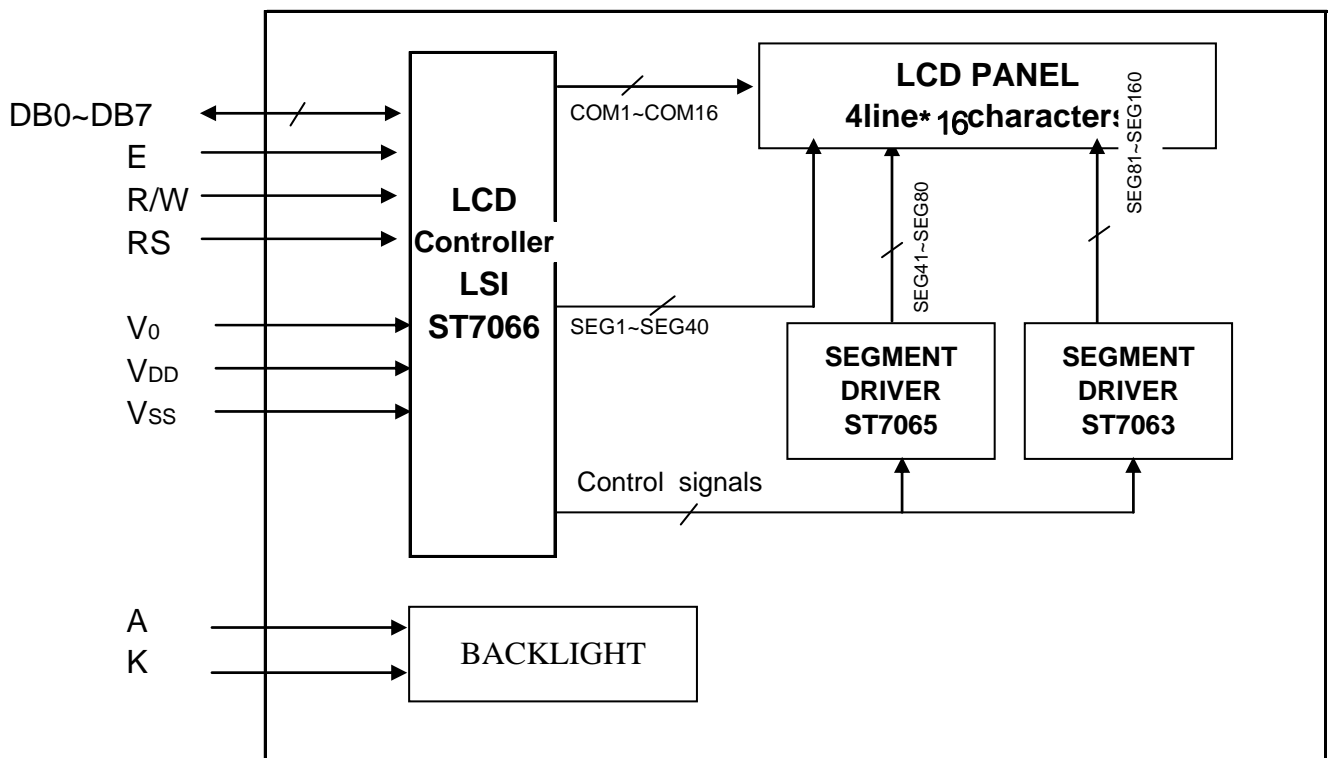 DB0~DB7
E
R/W
RS
V0
VDD
VSS
A
K
LCD
Controller
LSI
ST7066
COM1~COM16
SEG1~SEG40
Control signals
LCD PANEL
4line* 16characters
SEG41~SEG80
SEG81~SEG160
SEGMENT
DRIVER
ST7065
SEGMENT
DRIVER
ST7063
BACKLIGHT